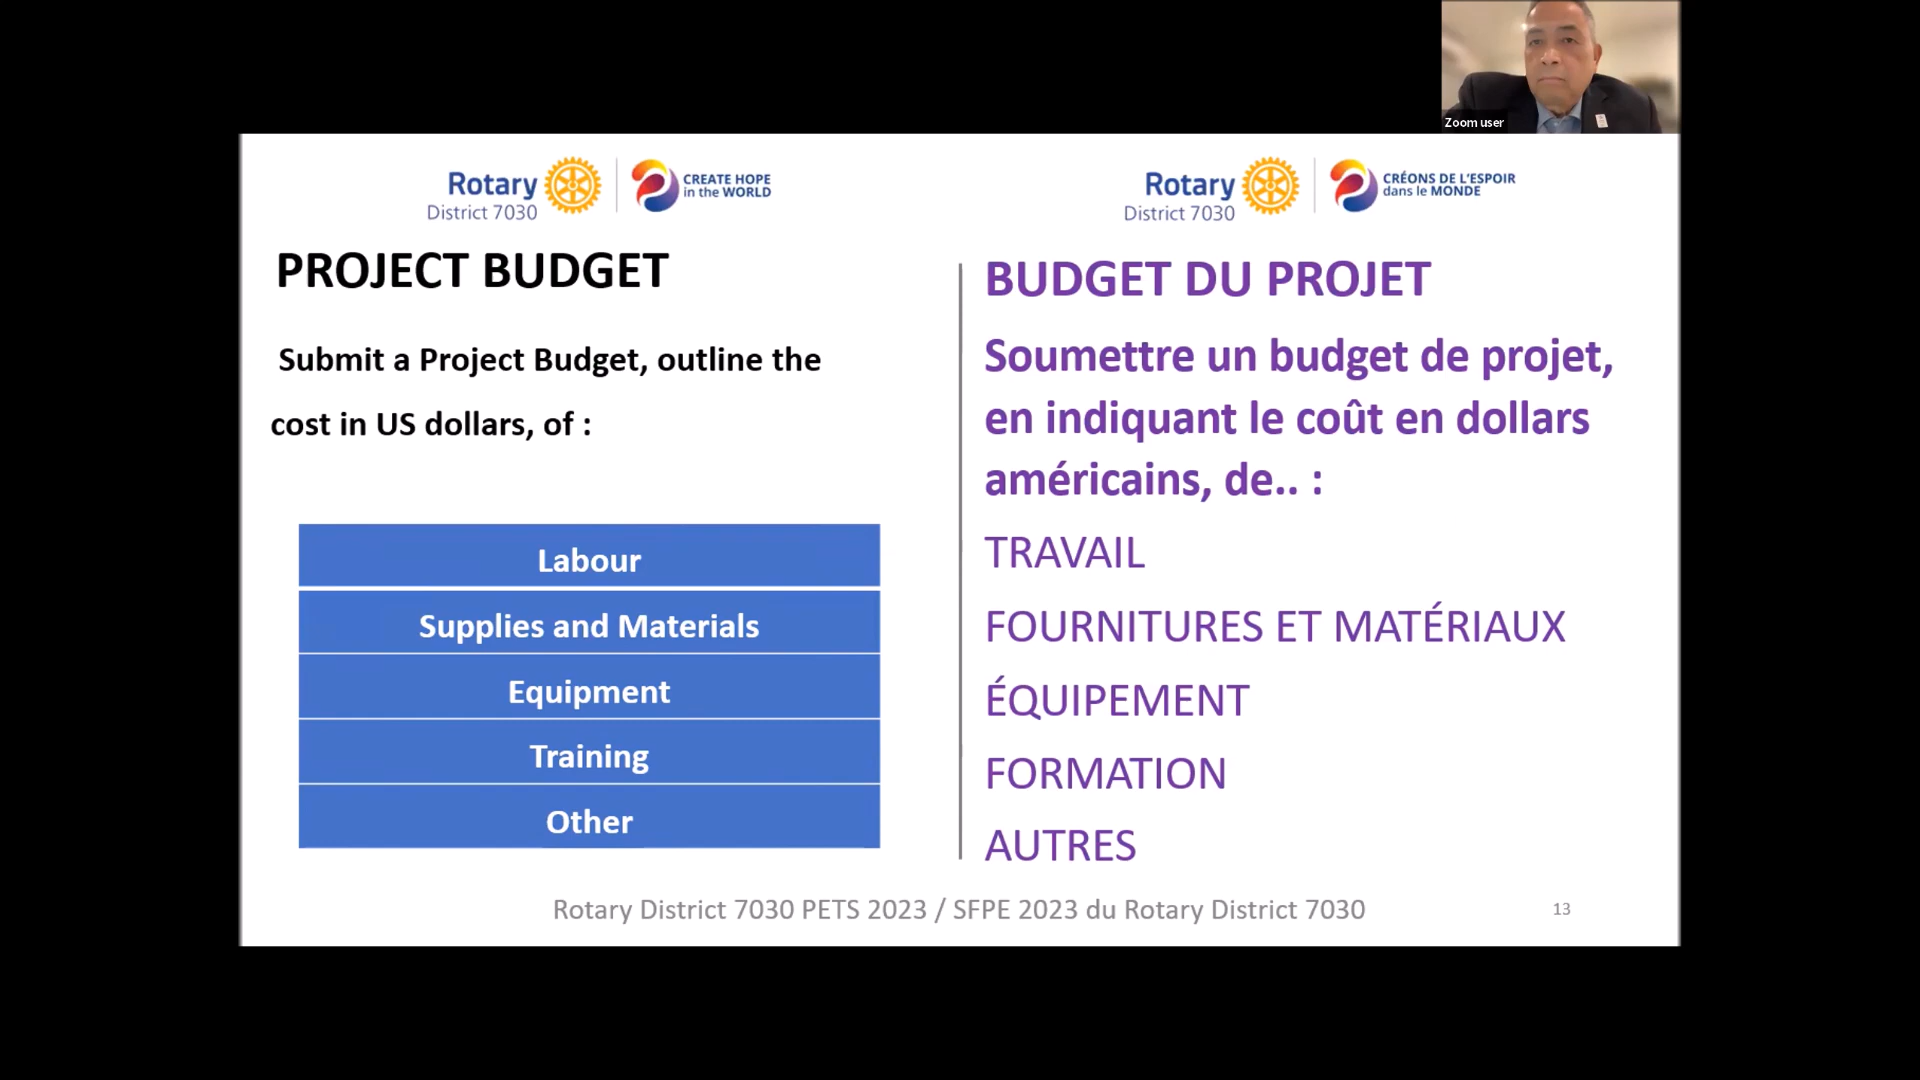 Zoom user
Rotary
District 7030
CREATE HOPE
in the WORLD
Rotary
District 7030
CRÉONS DE L'ESPOIR
dans le MONDE
PROJECT BUDGET
Submit a Project Budget, outline the
cost in US dollars, of :
Labour
Supplies and Materials
Equipment
Training
Other
BUDGET DU PROJET
Soumettre un budget de projet,
en indiquant le coût en dollars
américains, de.. :
TRAVAIL
FOURNITURES ET MATÉRIAUX
ÉQUIPEMENT
FORMATION
AUTRES
Rotary District 7030 PETS 2023 / SFPE 2023 du Rotary District 7030
13